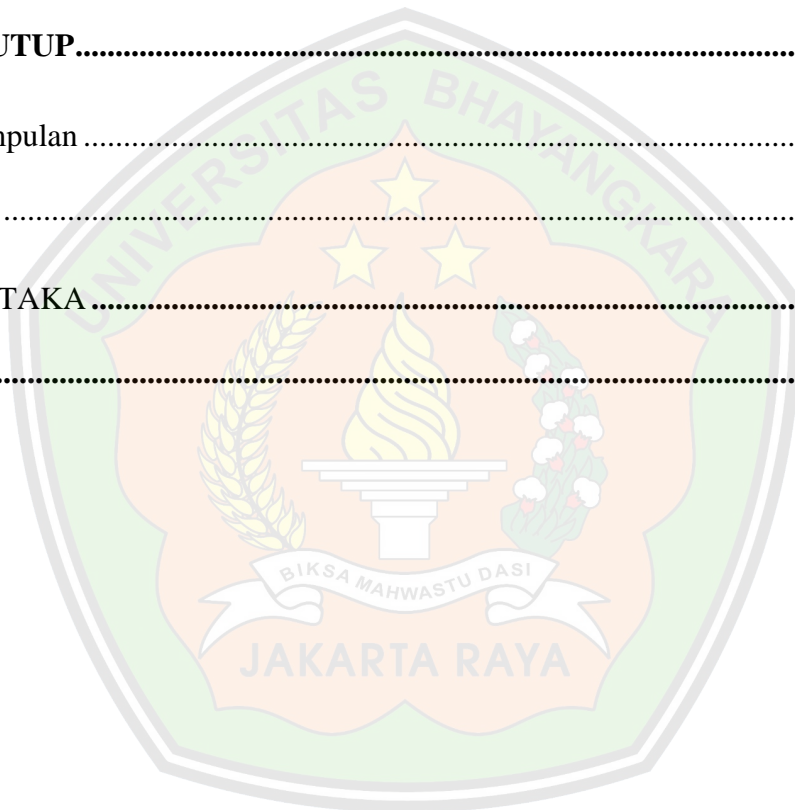 UTUP..........................................................................................
npulan ..........................................................................................
..........................................................................................
TAKA ..........................................................................................
..........................................................................................
UNIVERSITAS BHAYANGKARA
BIKSA MAHWASTU DASI
JAKARTA RAYA